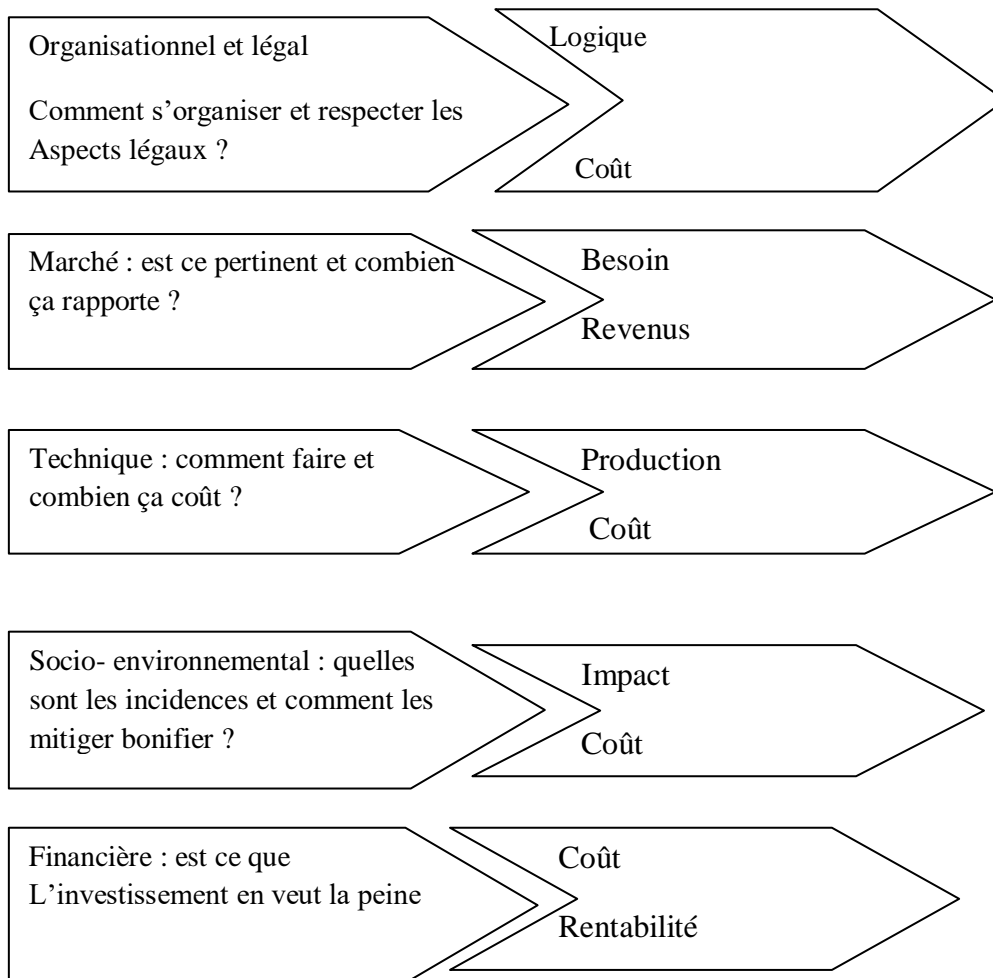 Organisationnel et légal
Comment s’organiser et respecter les
Aspects légaux ?
Logique
Coût
Marché : est ce pertinent et combien
ça rapporte ?
Besoin
Revenus
Technique : comment faire et
combien ça coût ?
Production
Coût
Socio- environnemental : quelles
sont les incidences et comment les
mitiger bonifier ?
Impact
Coût
Financière : est ce que
L’investissement en veut la peine
Coût
Rentabilité